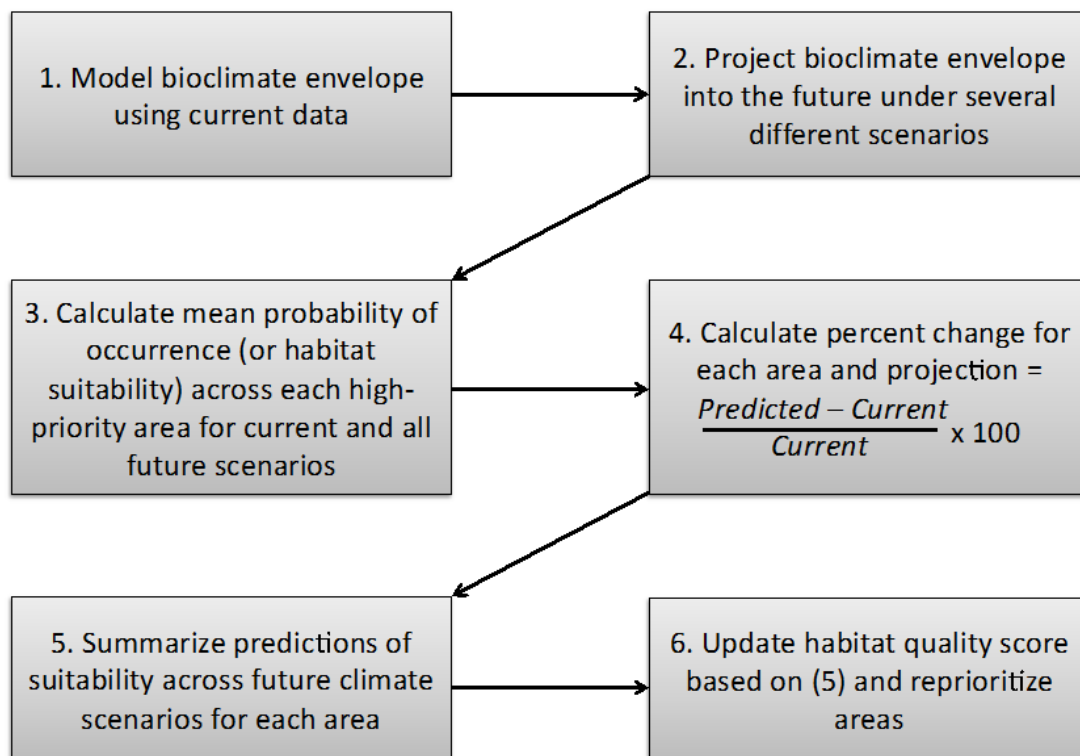 1. Model bioclimate envelope
using current data
2. Project bioclimate envelope
into the future under several
different scenarios
3. Calculate mean probability of
occurrence (or habitat
suitability) across each high-
priority area for current and all
future scenarios
4. Calculate percent change for
each area and projection =
Predicted – Current
Current
x 100
5. Summarize predictions of
suitability across future climate
scenarios for each area
6. Update habitat quality score
based on (5) and reprioritize
areas